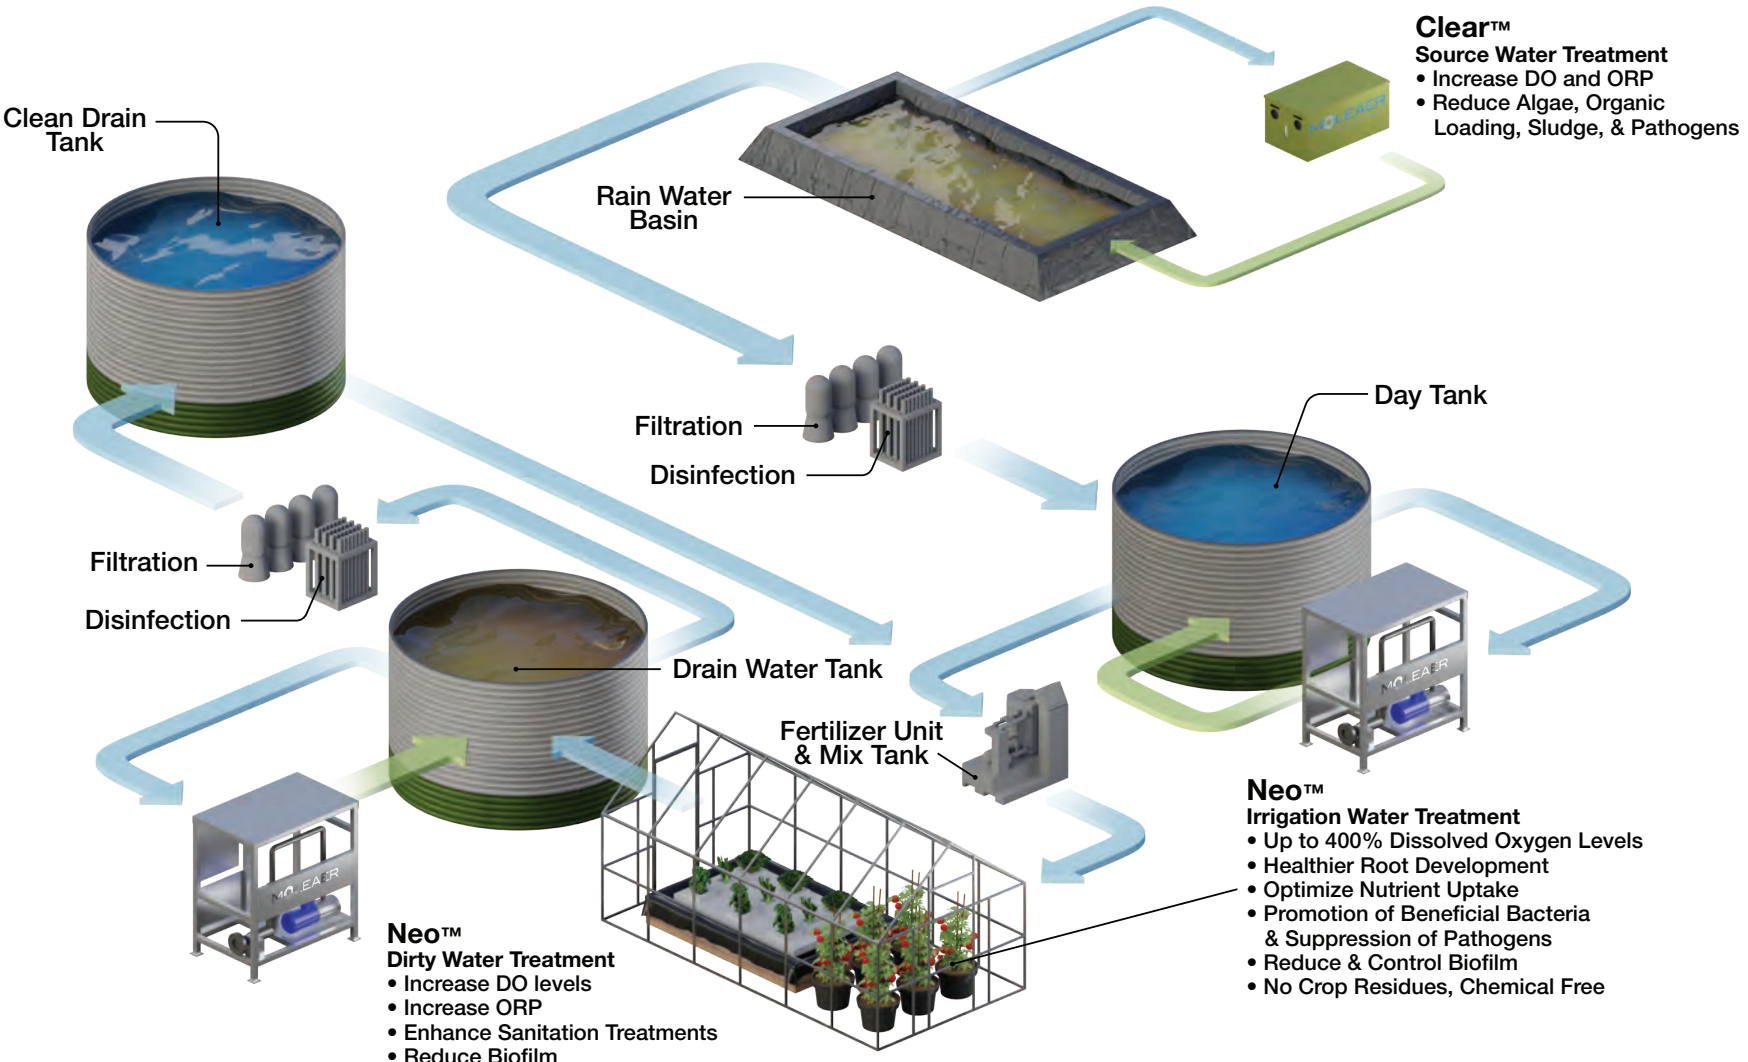 Clear™
Source Water Treatment
• Increase DO and ORP
• Reduce Algae, Organic
Loading, Sludge, & Pathogens
MOLEAER
Clean Drain
Tank
Rain Water
Basin
Day Tank
Filtration
Disinfection
Filtration
Disinfection
Drain Water Tank
MOLEAER
Fertilizer Unit
& Mix Tank
Neo™
Irrigation Water Treatment
• Up to 400% Dissolved Oxygen Levels
• Healthier Root Development
• Optimize Nutrient Uptake
• Promotion of Beneficial Bacteria
& Suppression of Pathogens
• Reduce & Control Biofilm
• No Crop Residues, Chemical Free
MOLEAER
Neo™
Dirty Water Treatment
• Increase DO levels
• Increase ORP
• Enhance Sanitation Treatments
• Reduce Biofilm